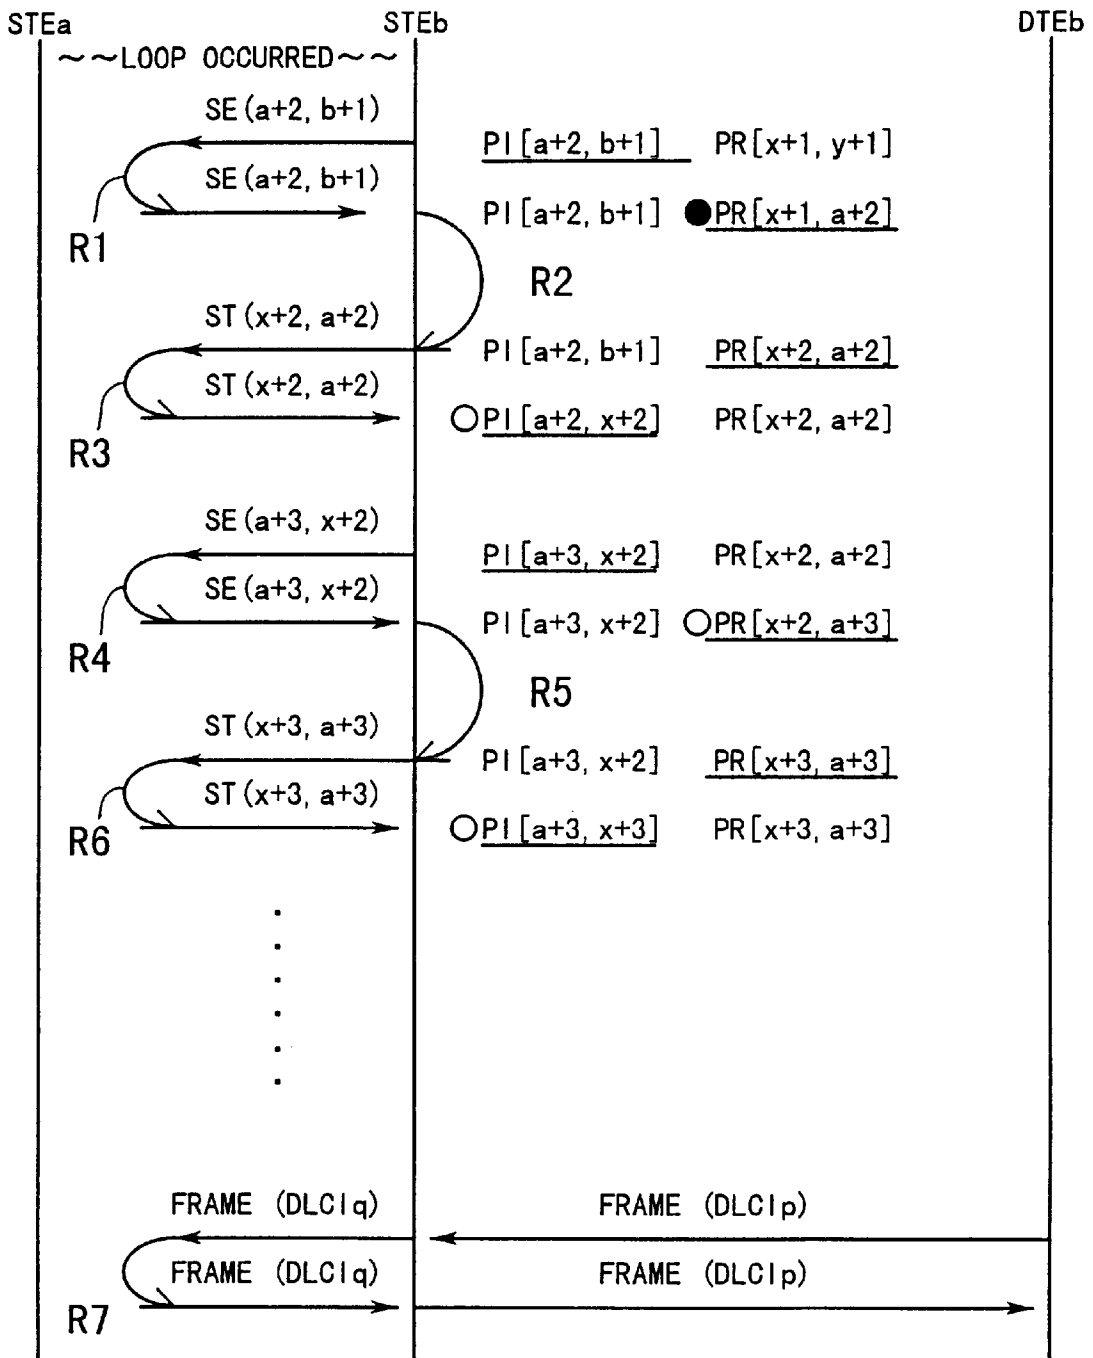 STEa STEb DTEb
~~LOOP OCCURRED~~
SE(a+2, b+1)
PI[a+2, b+1] PR[x+1, y+1]
SE(a+2, b+1)
R1 PI[a+2, b+1] ●PR[x+1, a+2]
R2
ST(x+2, a+2)
PI[a+2, b+1] PR[x+2, a+2]
ST(x+2, a+2)
R3 ○PI[a+2, x+2] PR[x+2, a+2]
SE(a+3, x+2)
PI[a+3, x+2] PR[x+2, a+2]
SE(a+3, x+2)
R4 PI[a+3, x+2] ○PR[x+2, a+3]
R5
ST(x+3, a+3)
PI[a+3, x+2] PR[x+3, a+3]
ST(x+3, a+3)
R6 ○PI[a+3, x+3] PR[x+3, a+3]
FRAME (DLCIq) FRAME (DLCIp)
FRAME (DLCIq) FRAME (DLCIp)
R7